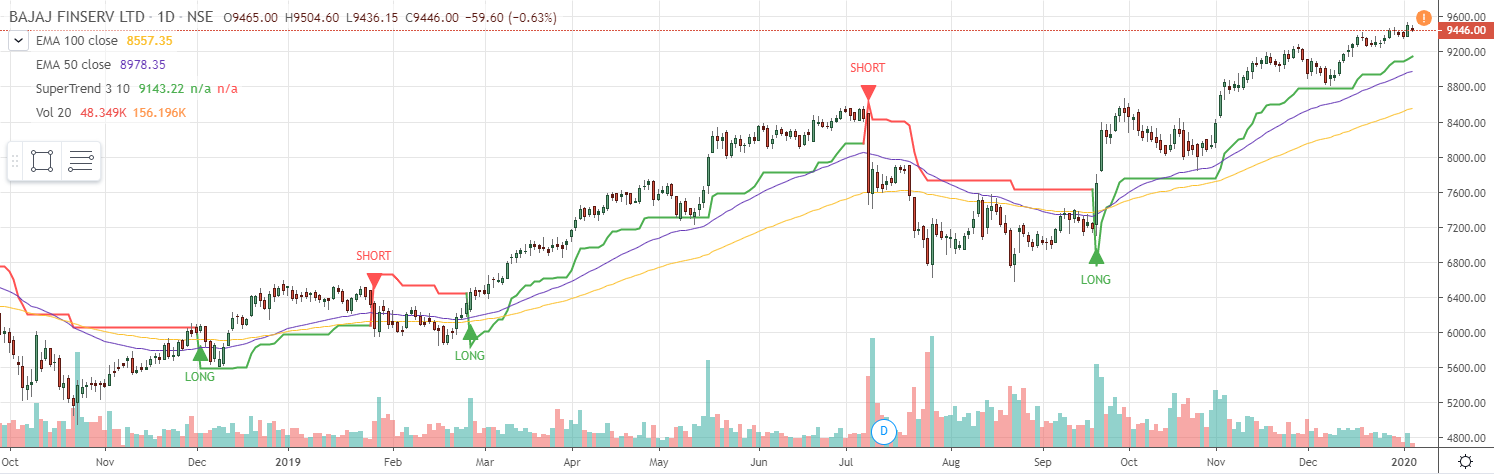 BAJAJ FINSERV LTD · 1D · NSE O9465.00 H9504.60 L9436.15 C9446.00 −59.60 (−0.63%)
EMA 100 close 8557.35
EMA 50 close 8978.35
SuperTrend 3 10 9143.22 n/a n/a
Vol 20 48.349K 156.196K
SHORT
SHORT
LONG
LONG
LONG
D
!
9600.00
9446.00
9200.00
8800.00
8400.00
8000.00
7600.00
7200.00
6800.00
6400.00
6000.00
5600.00
5200.00
4800.00
Oct Nov Dec 2019 Feb Mar Apr May Jun Jul Aug Sep Oct Nov Dec 2020